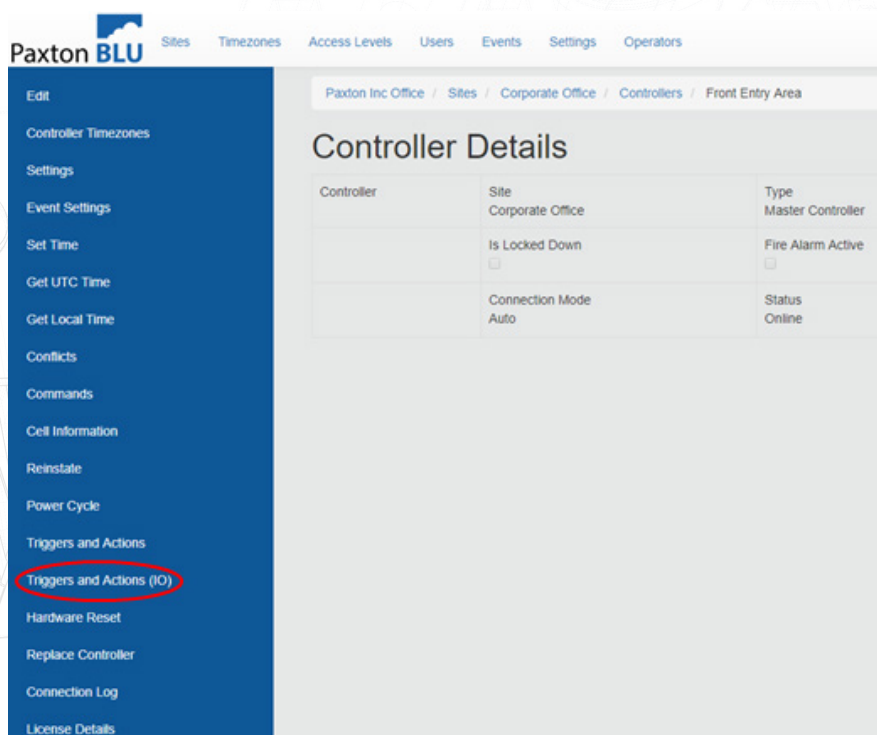 Paxton BLU
Sites Timezones Access Levels Users Events Settings Operators
Edit
Controller Timezones
Settings
Event Settings
Set Time
Get UTC Time
Get Local Time
Conflicts
Commands
Cell Information
Reinstate
Power Cycle
Triggers and Actions
Triggers and Actions (IO)
Hardware Reset
Replace Controller
Connection Log
License Details
Paxton Inc Office / Sites / Corporate Office / Controllers / Front Entry Area
Controller Details
Controller Site Type
Corporate Office Master Controller
Is Locked Down Fire Alarm Active
Connection Mode Status
Auto Online